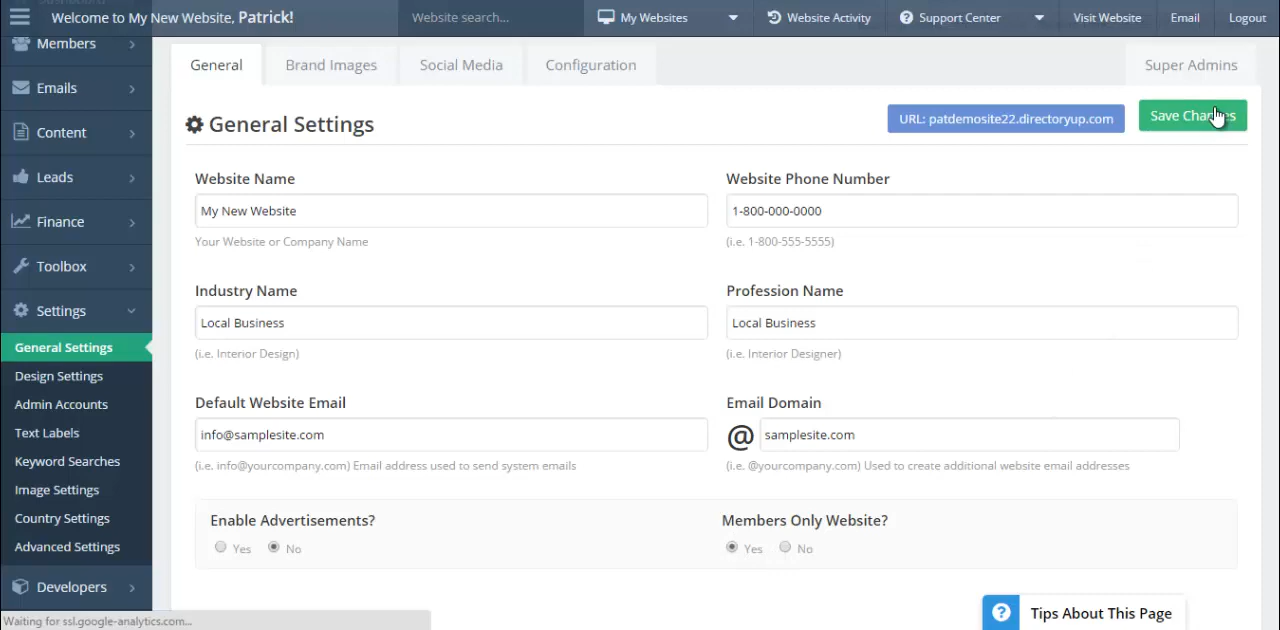 Welcome to My New Website, Patrick!
Website search...
My Websites
Website Activity
Support Center
Visit Website
Email
Logout
Members
Emails
Content
Leads
Finance
Toolbox
Settings
General Settings
Design Settings
Admin Accounts
Text Labels
Keyword Searches
Image Settings
Country Settings
Advanced Settings
Developers
General
Brand Images
Social Media
Configuration
Super Admins
General Settings
URL: patdemosite22.directoryup.com
Save Changes
Website Name
My New Website
Your Website or Company Name
Website Phone Number
1-800-000-0000
(i.e. 1-800-555-5555)
Industry Name
Local Business
(i.e. Interior Design)
Profession Name
Local Business
(i.e. Interior Designer)
Default Website Email
info@samplesite.com
(i.e. info@yourcompany.com) Email address used to send system emails
Email Domain
@ samplesite.com
(i.e. @yourcompany.com) Used to create additional website email addresses
Enable Advertisements?
Yes No
Members Only Website?
Yes No
? Tips About This Page
Waiting for ssl.google-analytics.com...